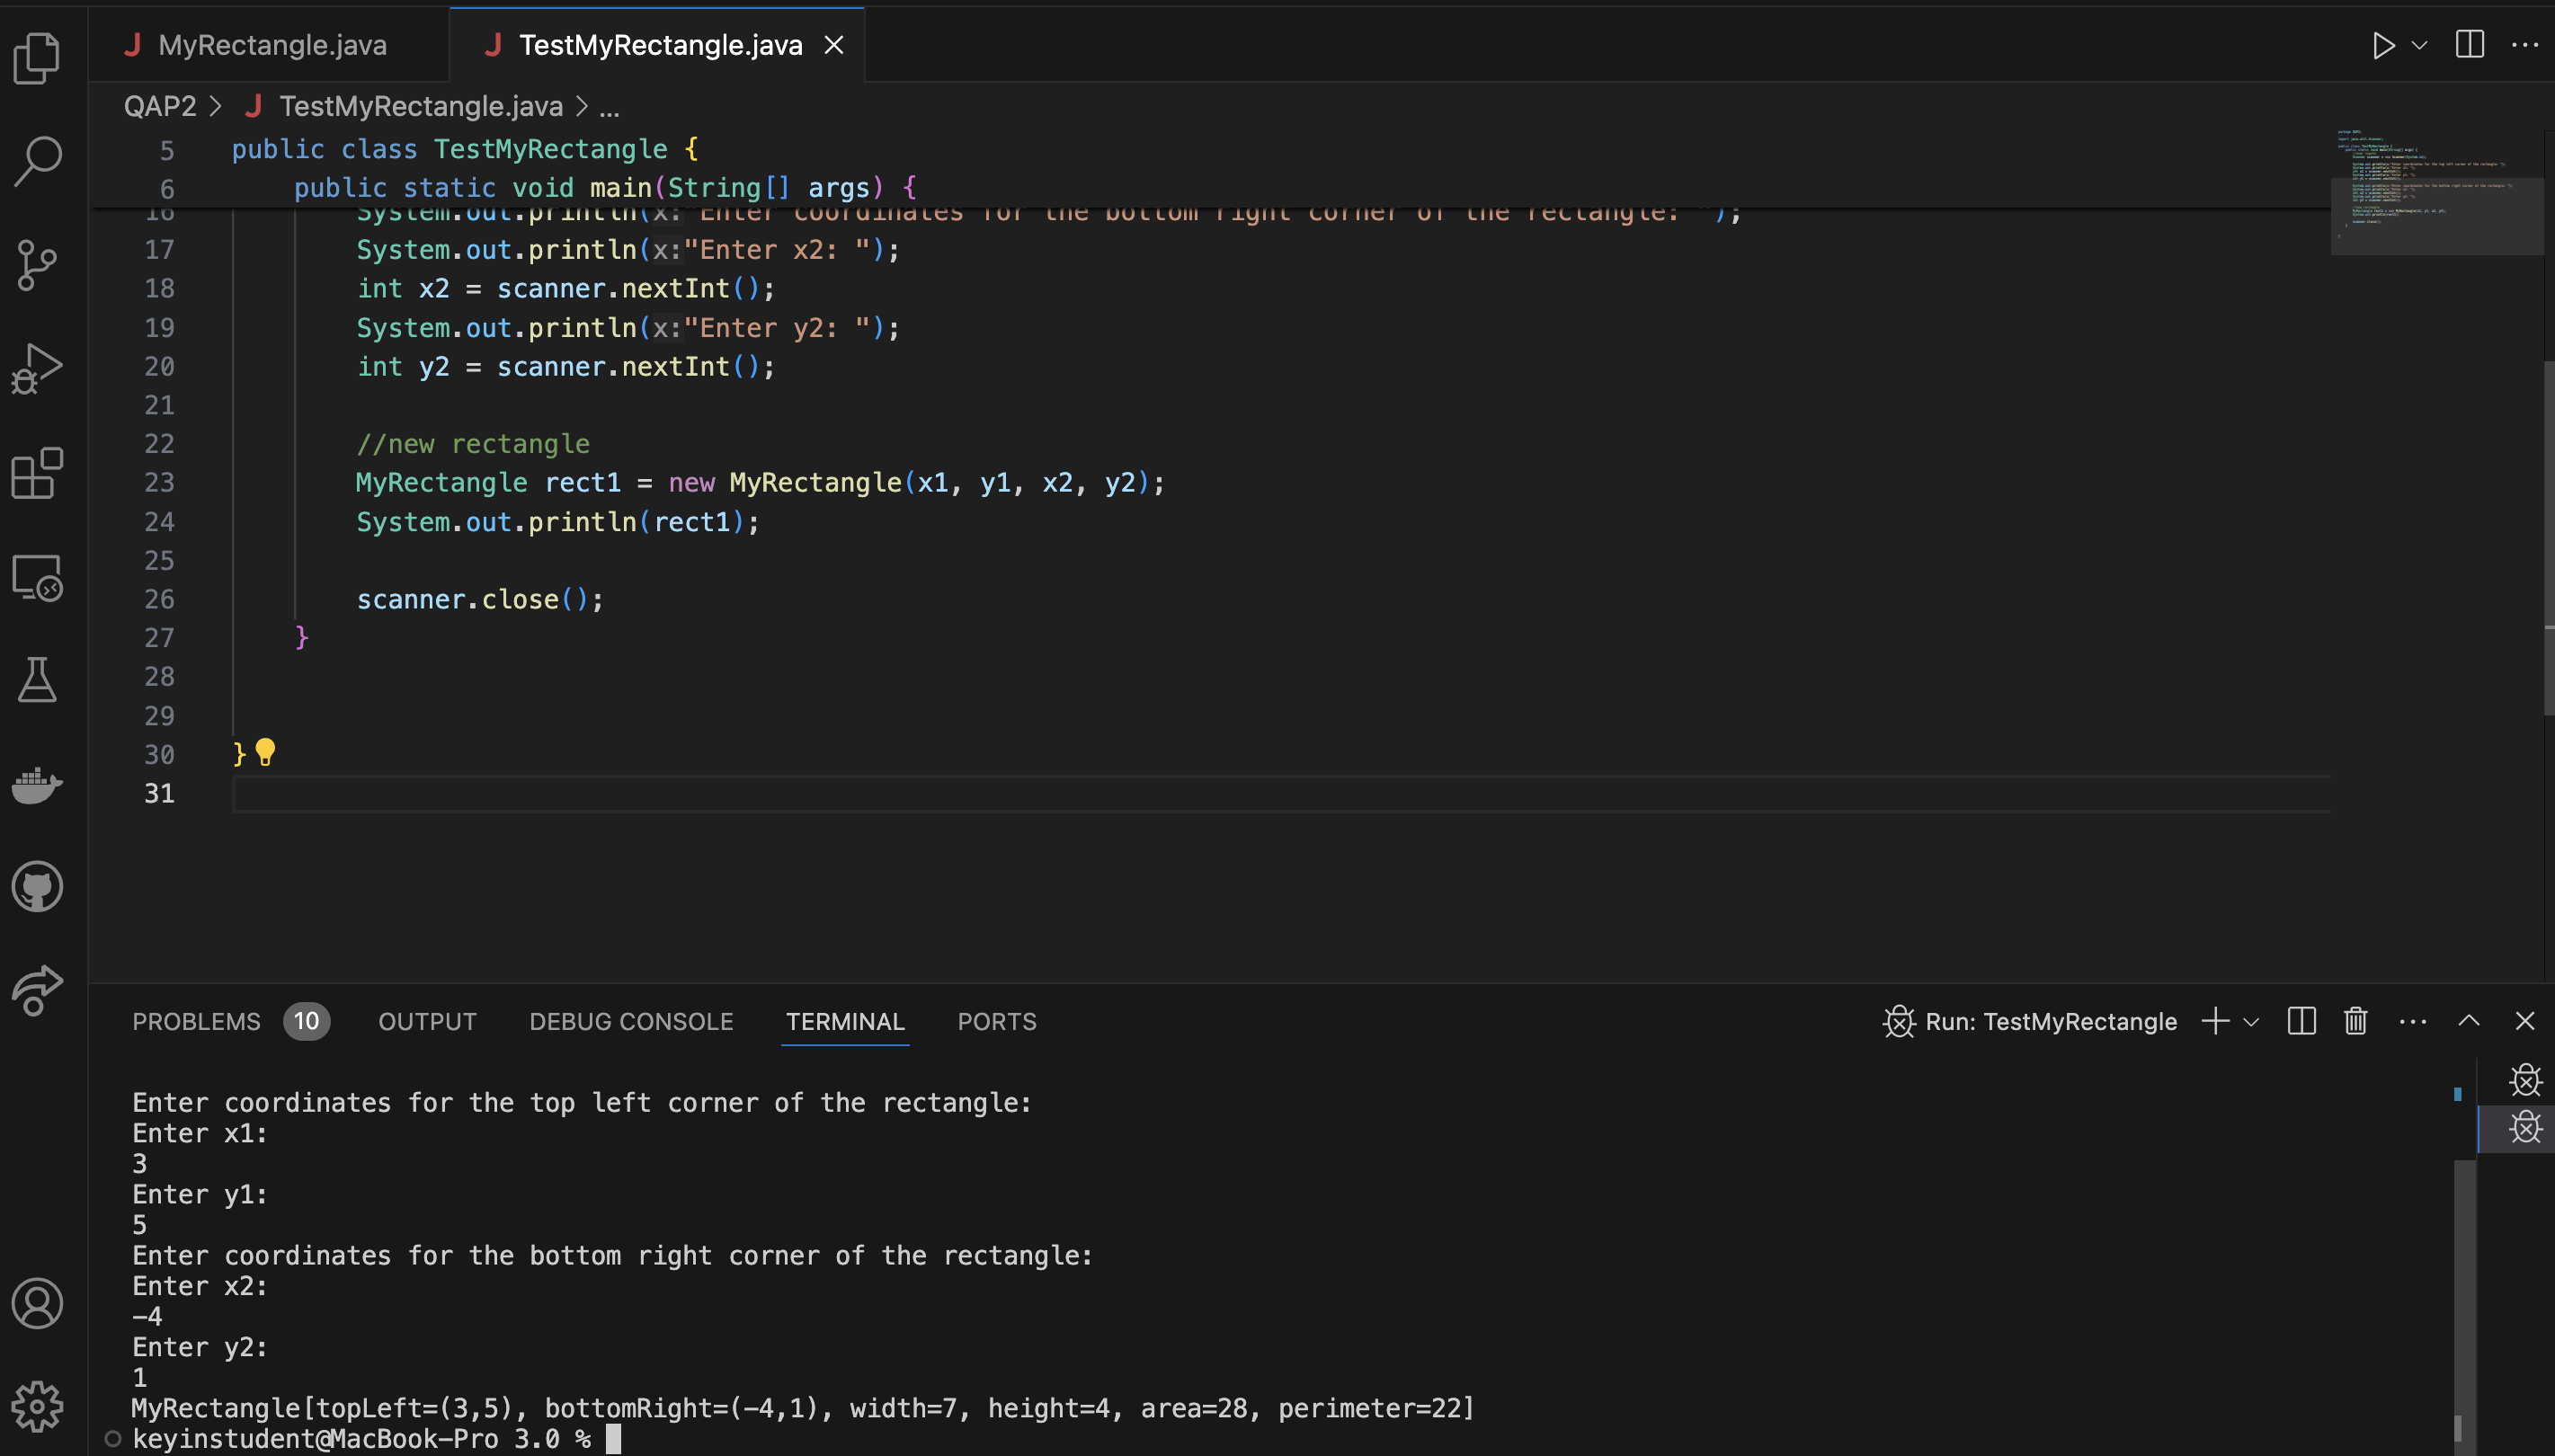 MyRectangle.java
TestMyRectangle.java
QAP2 > TestMyRectangle.java > ...
5 public class TestMyRectangle {
6 public static void main(String[] args) {
16 System.out.println(x:"Enter coordinates for the bottom right corner of the rectangle: ");
17 System.out.println(x:"Enter x2: ");
18 int x2 = scanner.nextInt();
19 System.out.println(x:"Enter y2: ");
20 int y2 = scanner.nextInt();
21
22 //new rectangle
23 MyRectangle rect1 = new MyRectangle(x1, y1, x2, y2);
24 System.out.println(rect1);
25
26 scanner.close();
27 }
28
29
30 }
31
PROBLEMS 10 OUTPUT DEBUG CONSOLE TERMINAL PORTS
Run: TestMyRectangle
Enter coordinates for the top left corner of the rectangle:
Enter x1:
3
Enter y1:
5
Enter coordinates for the bottom right corner of the rectangle:
Enter x2:
-4
Enter y2:
1
MyRectangle[topLeft=(3,5), bottomRight=(-4,1), width=7, height=4, area=28, perimeter=22]
keyinstudent@MacBook-Pro 3.0 %